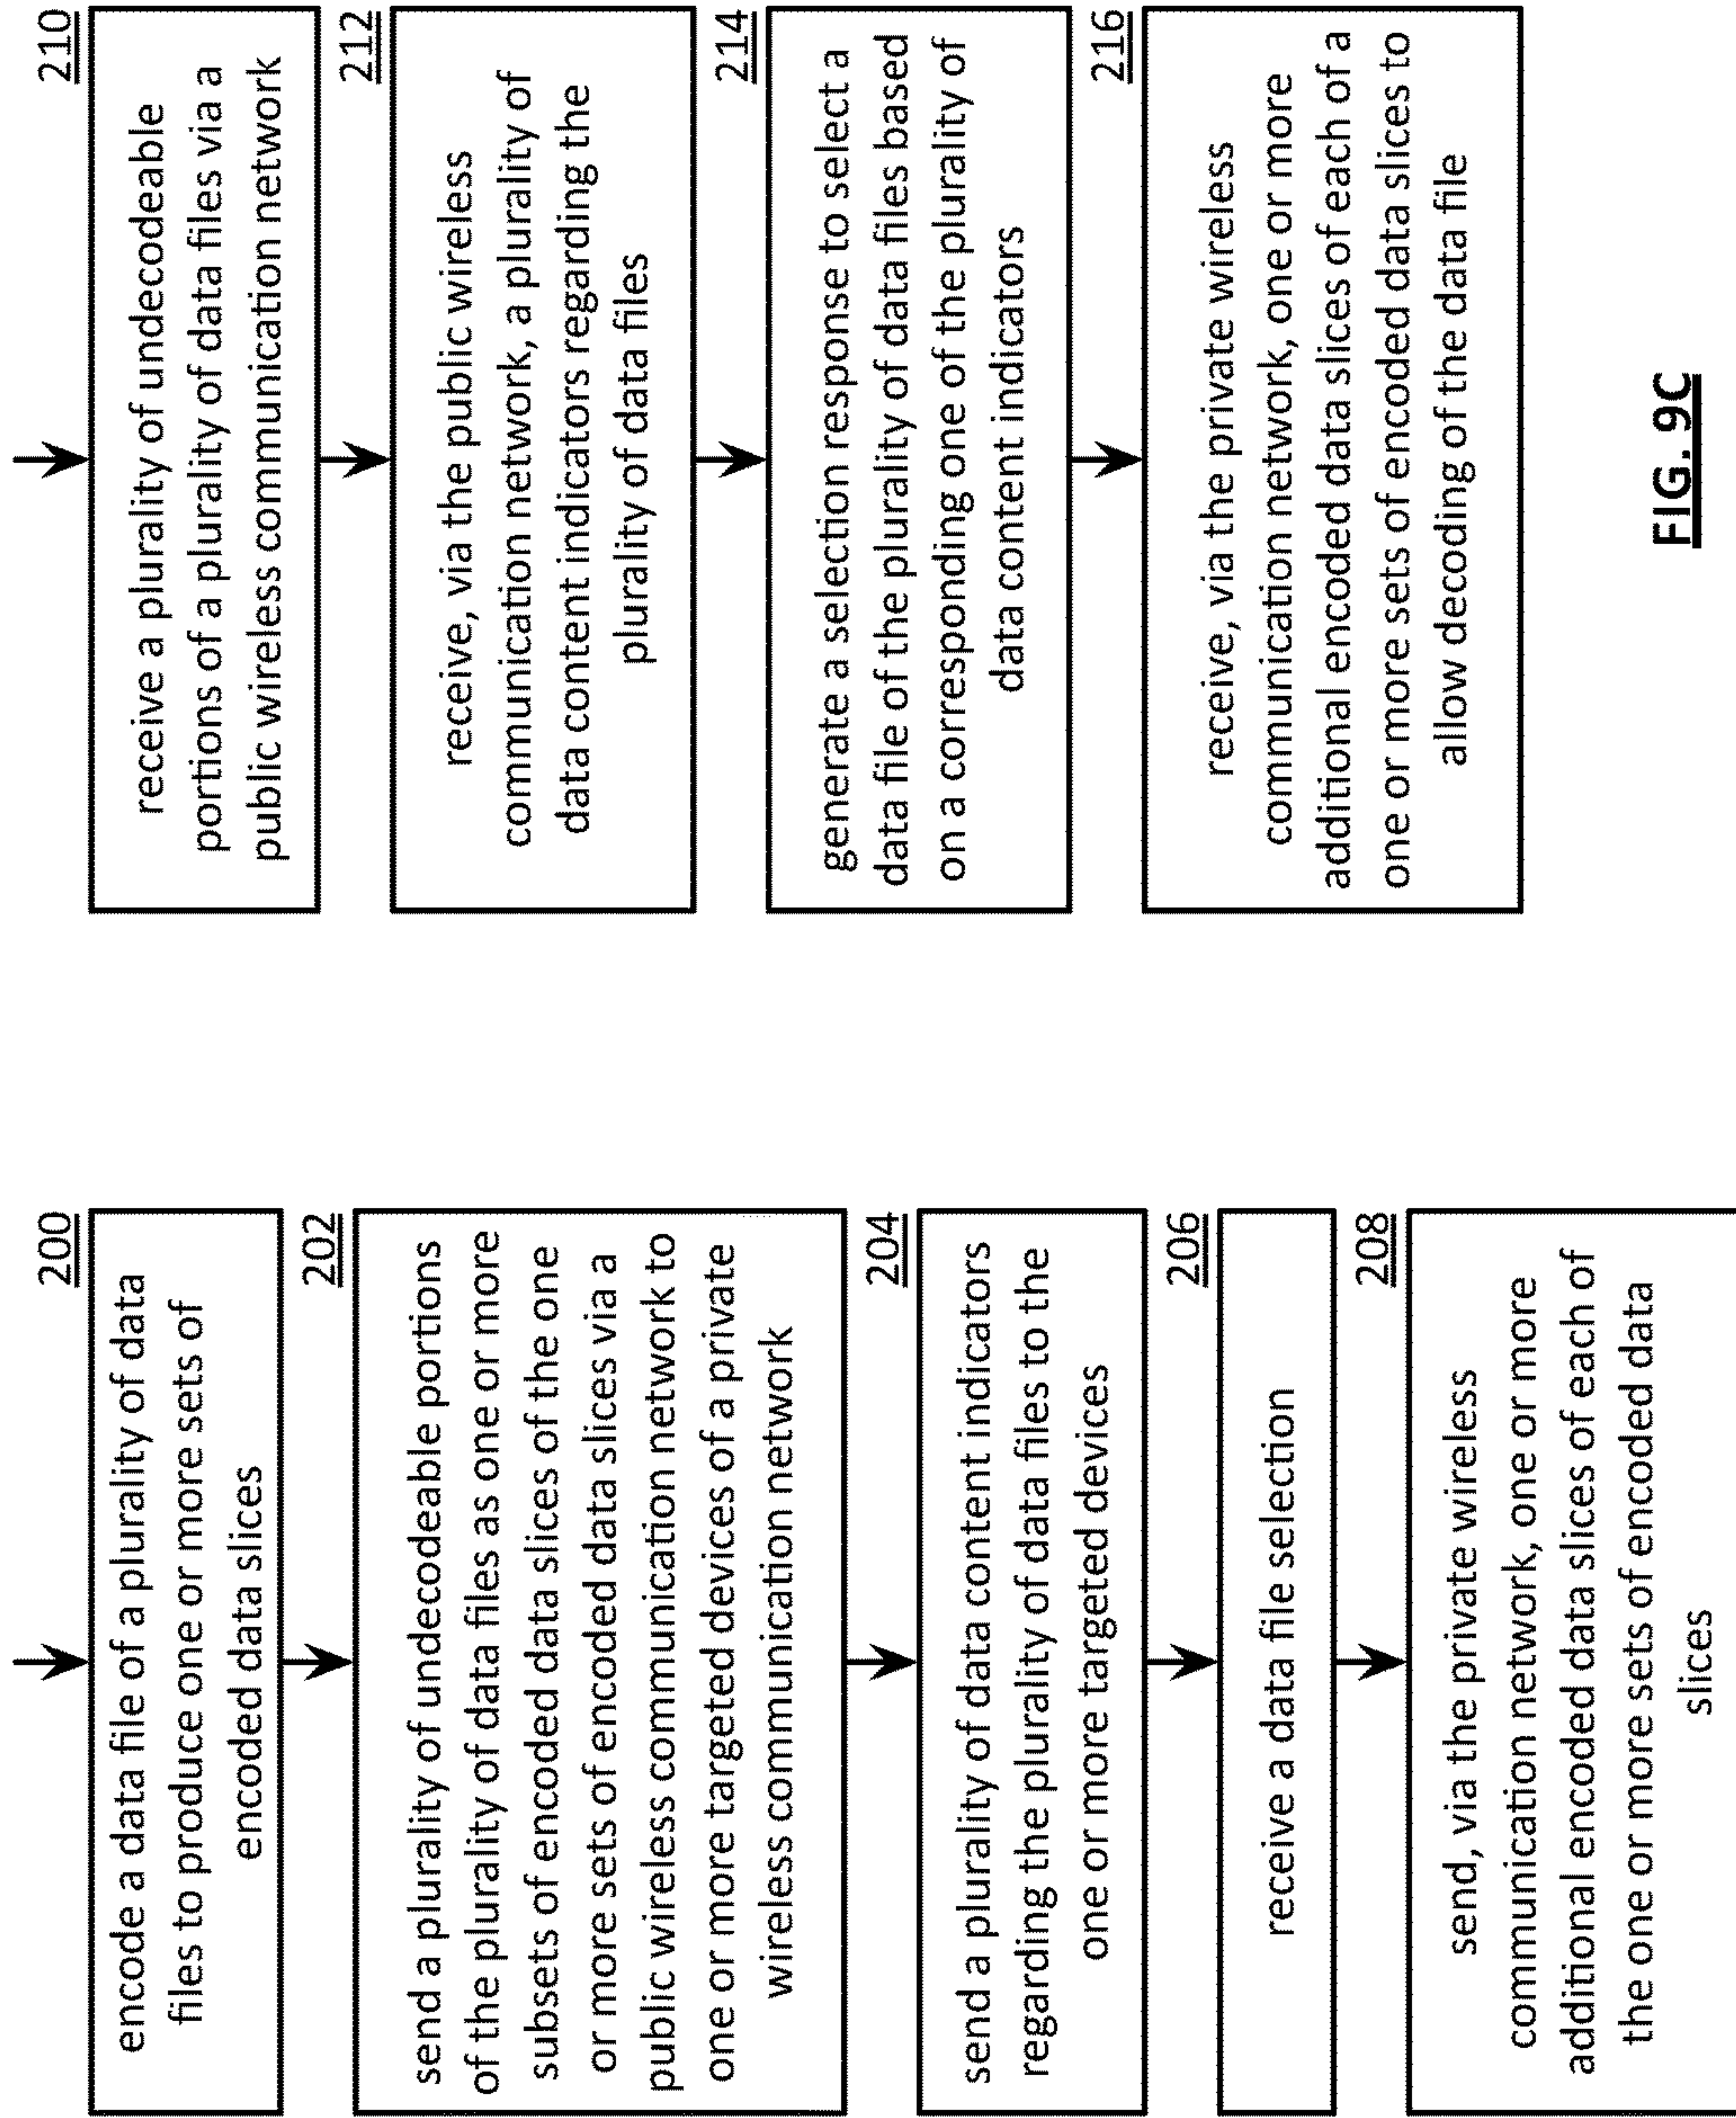 200
encode a data file of a plurality of data
files to produce one or more sets of
encoded data slices
202
send a plurality of undecodeable portions
of the plurality of data files as one or more
subsets of encoded data slices of the one
or more sets of encoded data slices via a
public wireless communication network to
one or more targeted devices of a private
wireless communication network
204
send a plurality of data content indicators
regarding the plurality of data files to the
one or more targeted devices
206
receive a data file selection
208
send, via the private wireless
communication network, one or more
additional encoded data slices of each of
the one or more sets of encoded data
slices
210
receive a plurality of undecodeable
portions of a plurality of data files via a
public wireless communication network
212
receive, via the public wireless
communication network, a plurality of
data content indicators regarding the
plurality of data files
214
generate a selection response to select a
data file of the plurality of data files based
on a corresponding one of the plurality of
data content indicators
216
receive, via the private wireless
communication network, one or more
additional encoded data slices of each of a
one or more sets of encoded data slices to
allow decoding of the data file
FIG. 9C